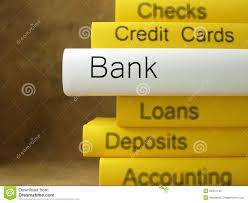 Checks
Credit Cards
Bank
Loans
Deposits
Accounting